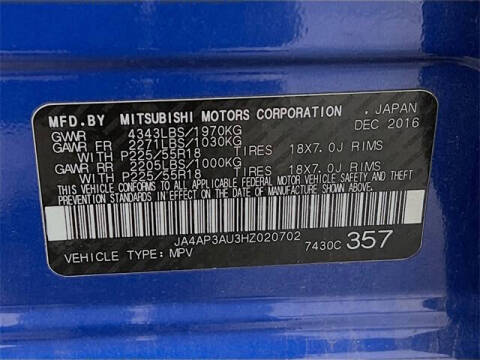 MFD.BY MITSUBISHI MOTORS CORPORATION . JAPAN
GVWR 4343LBS/1970KG DEC 2016
GAWR FR 2271LBS/1030KG
WITH P225/55R18 TIRES 18X7.0J RIMS
GAWR RR 2205LBS/1000KG
WITH P225/55R18 TIRES 18X7.0J RIMS
THIS VEHICLE CONFORMS TO ALL APPLICABLE FEDERAL MOTOR VEHICLE SAFETY AND THEFT
PREVENTION STANDARDS IN EFFECT ON THE DATE OF MANUFACTURE SHOWN ABOVE.
JA4AP3AU3HZ020702
VEHICLE TYPE: MPV 7430C 357